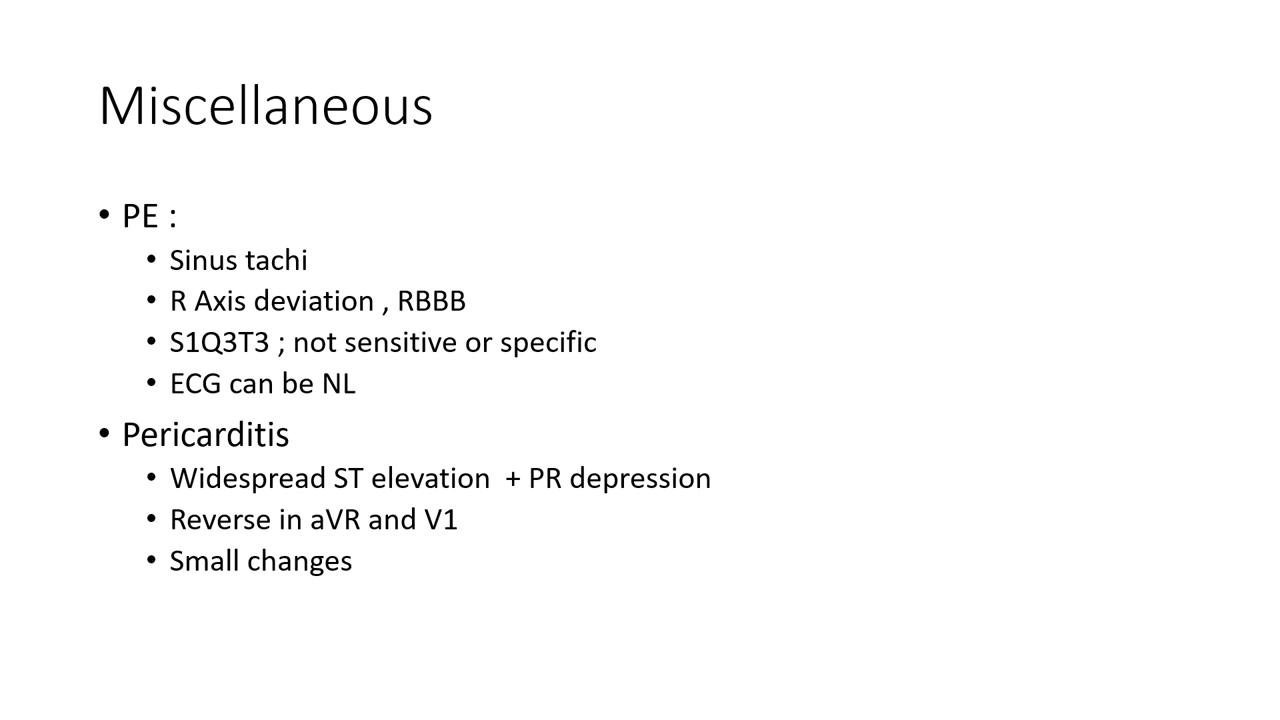 Miscellaneous
• PE :
• Sinus tachi
• R Axis deviation , RBBB
• S1Q3T3 ; not sensitive or specific
• ECG can be NL
• Pericarditis
• Widespread ST elevation  + PR depression
• Reverse in aVR and V1
• Small changes